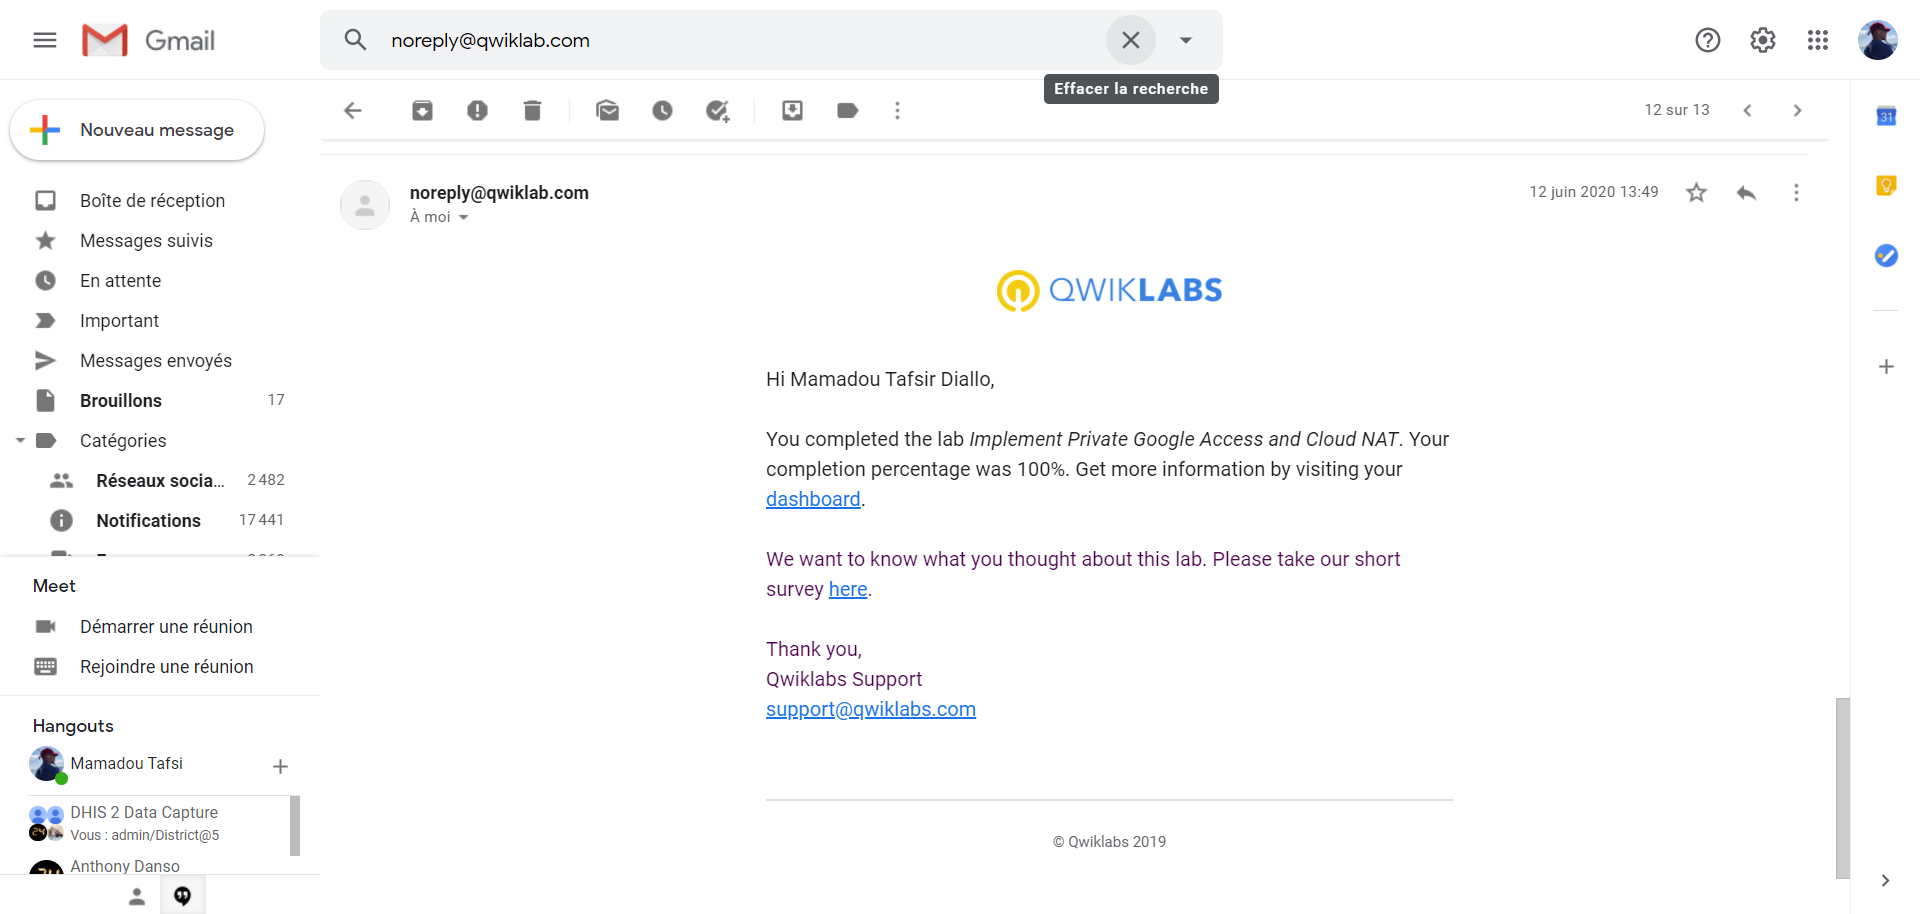 Gmail
noreply@qwiklab.com
Effacer la recherche
12 sur 13
Nouveau message
Boîte de réception
Messages suivis
En attente
Important
Messages envoyés
Brouillons 17
Catégories
Réseaux socia... 2 482
Notifications 17 441
Meet
Démarrer une réunion
Rejoindre une réunion
Hangouts
Mamadou Tafsi
DHIS 2 Data Capture
Vous : admin/District@5
Anthony Danso
noreply@qwiklab.com
12 juin 2020 13:49
À moi
QWIKLABS
Hi Mamadou Tafsir Diallo,
You completed the lab Implement Private Google Access and Cloud NAT. Your
completion percentage was 100%. Get more information by visiting your
dashboard.
We want to know what you thought about this lab. Please take our short
survey here.
Thank you,
Qwiklabs Support
support@qwiklabs.com
© Qwiklabs 2019
31